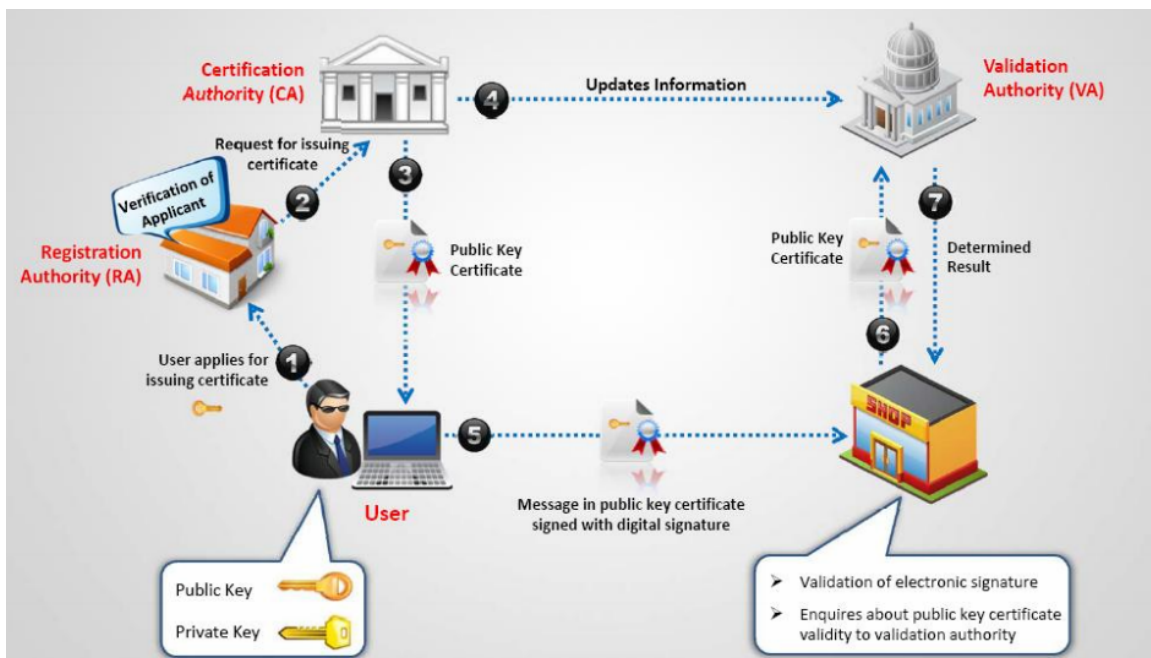 Certification
Authority (CA)
4
Updates Information
Validation
Authority (VA)
Request for issuing
certificate
3
2
Verification of
Applicant
7
Registration
Authority (RA)
Public Key
Certificate
Public Key
Certificate
Determined
Result
6
User applies for
issuing certificate
1
SHOP
5
User
Message in public key certificate
signed with digital signature
Public Key
Private Key
➤ Validation of electronic signature
➤ Enquires about public key certificate
validity to validation authority